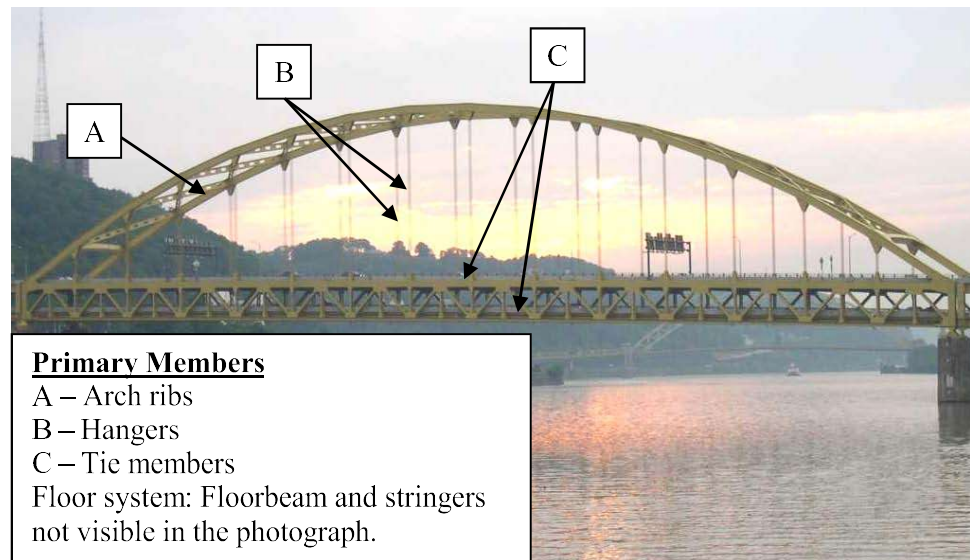 A
B
C
Primary Members
A – Arch ribs
B – Hangers
C – Tie members
Floor system: Floorbeam and stringers
not visible in the photograph.